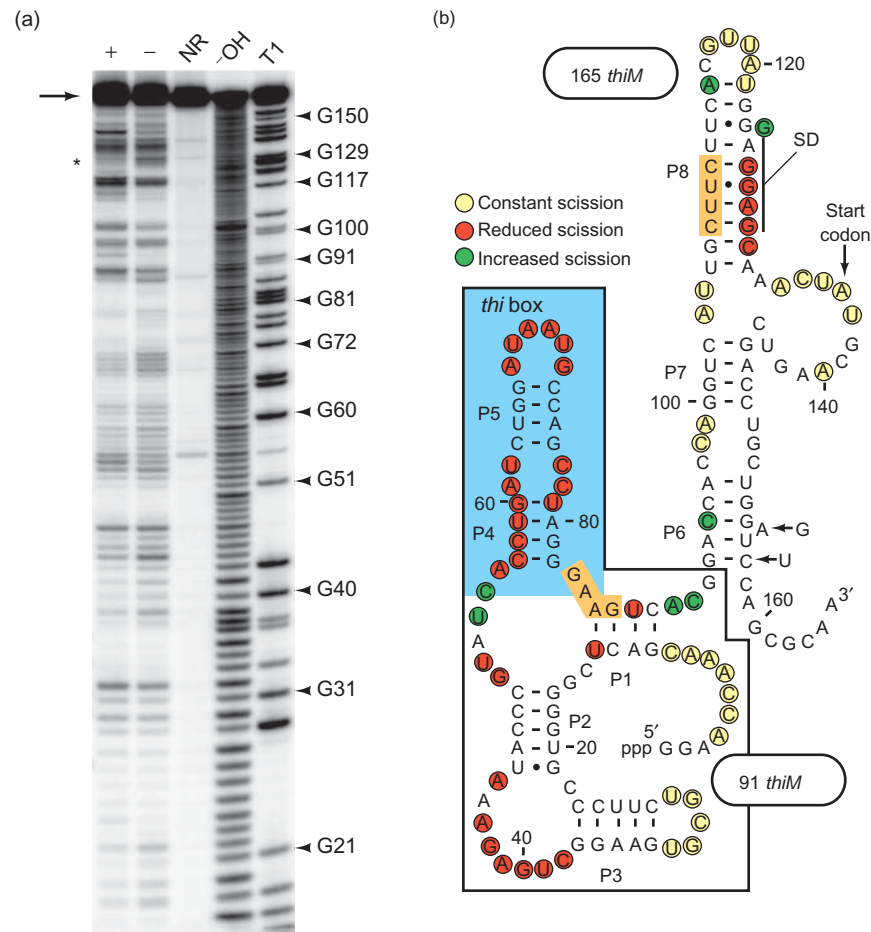 (a)
+
−
NR
⁻OH
T1
*
G150
G129
G117
G100
G91
G81
G72
G60
G51
G40
G31
G21
(b)
165 thiM
Constant scission
Reduced scission
Increased scission
G U U
C A
A U
120
C G
U G G
U A
C G
U G
U A
C G
G C
P8
SD
Start codon
U A A A C U A U G C A A G U C
U
A
140
P7
C G
U A
G C
100 G C
A U
C G
C C
C U
A G
C G
C U
P6
A C
G C
G A
A G
U
160
G C G C A A 3′
thi box
U A A U
A G
G C
G C
U A
C G
P5
U C
A C
60 G U
U A 80
C G
C G
P4
A
C
U
A
U
G
G
A
A G U C A C
U C A G C A A A C C A
P1
C G G
C G
C G
P2
A U
U G
20
5′
ppp G G A
A
A
A
G
A
G
40
U
C
C C U U C U G C
G G A A G U G
P3
91 thiM